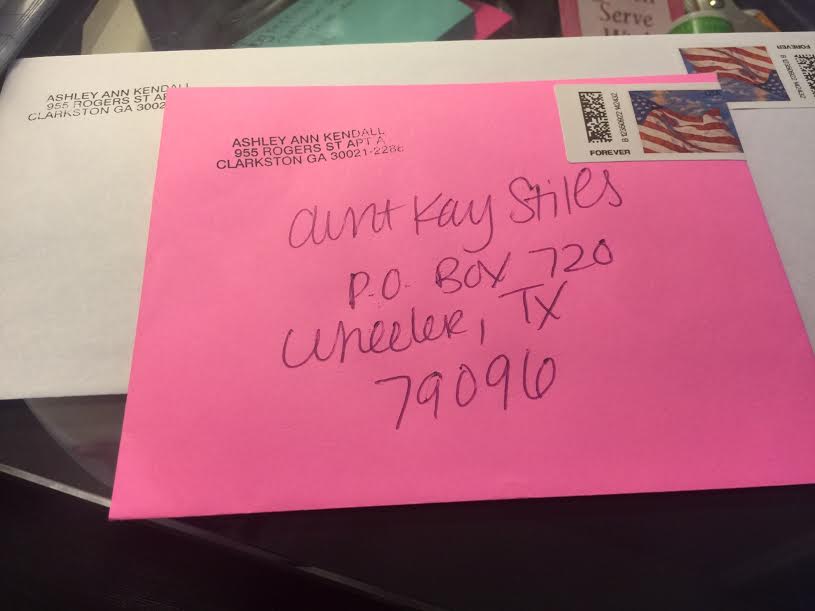 Serve
FOREVER
ASHLEY ANN KENDALL
955 ROGERS ST
CLARKSTON GA
ASHLEY ANN KENDALL
955 ROGERS ST APT A
CLARKSTON GA 30021-2286
FOREVER
aunt Kay Stiles
P.O. BOX 720
Wheeler, TX
79096